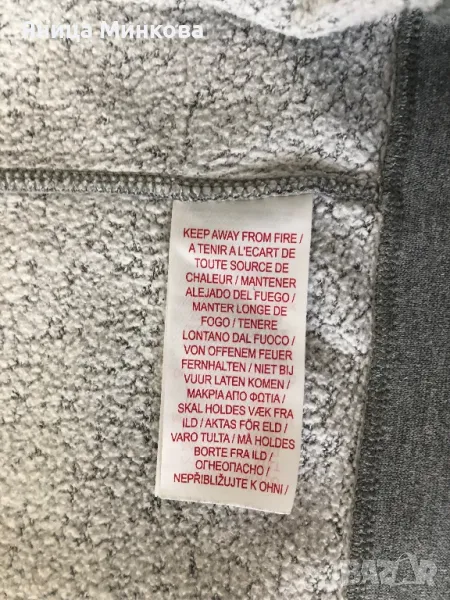 Яница Минкова
KEEP AWAY FROM FIRE /
A TENIR A L'ECART DE
TOUTE SOURCE DE
CHALEUR / MANTENER
ALEJADO DEL FUEGO /
MANTER LONGE DE
FOGO / TENERE
LONTANO DAL FUOCO /
VON OFFENEM FEUER
FERNHALTEN / NIET BIJ
VUUR LATEN KOMEN /
ΜΑΚΡΙΑ ΑΠΟ ΦΩΤΙΑ /
SKAL HOLDES VÆK FRA
ILD / AKTAS FÖR ELD /
VARO TULTA / MÅ HOLDES
BORTE FRA ILD /
ОГНЕОПАСНО /
NEPŘIBLIŽUJTE K OHNI /
bazar